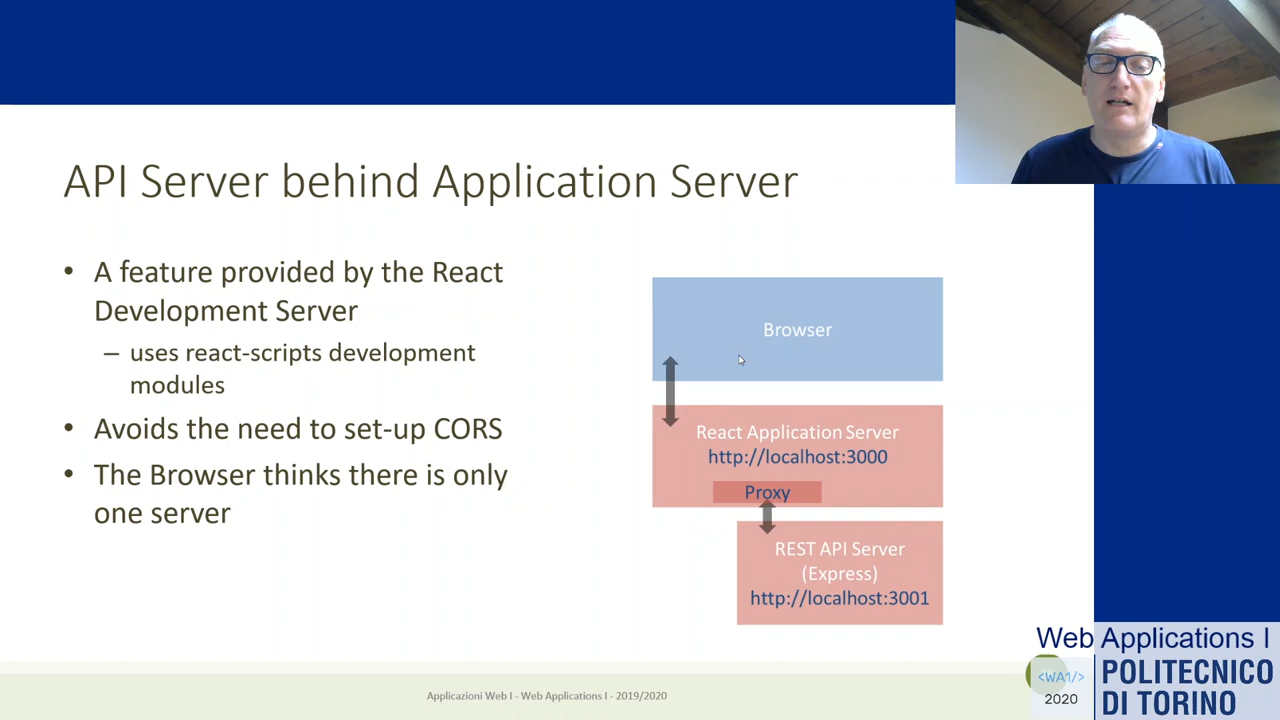 API Server behind Application Server
• A feature provided by the React
Development Server
– uses react-scripts development
modules
• Avoids the need to set-up CORS
• The Browser thinks there is only
one server
Browser
React Application Server
http://localhost:3000
Proxy
REST API Server
(Express)
http://localhost:3001
Applicazioni Web I - Web Applications I - 2019/2020
Web Applications I
<WA1/>
2020
POLITECNICO
DI TORINO